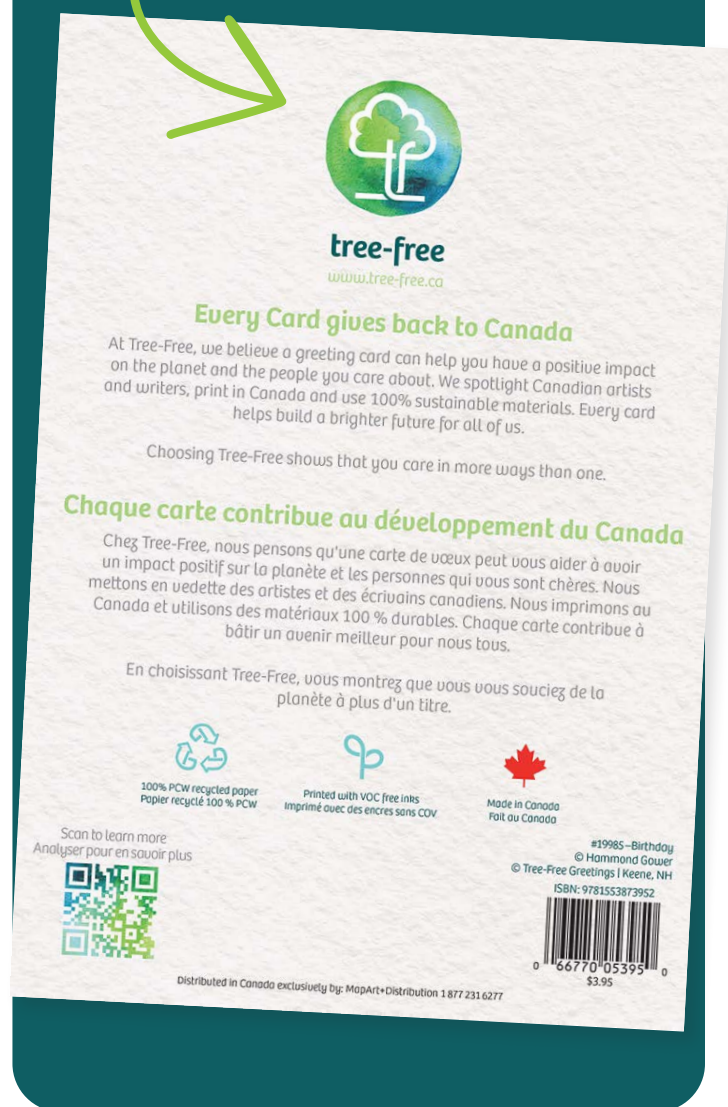 tf
tree-free
www.tree-free.ca
Every Card gives back to Canada
At Tree-Free, we believe a greeting card can help you have a positive impact
on the planet and the people you care about. We spotlight Canadian artists
and writers, print in Canada and use 100% sustainable materials. Every card
helps build a brighter future for all of us.
Choosing Tree-Free shows that you care in more ways than one.
Chaque carte contribue au développement du Canada
Chez Tree-Free, nous pensons qu'une carte de vœux peut vous aider à avoir
un impact positif sur la planète et les personnes qui vous sont chères. Nous
mettons en vedette des artistes et des écrivains canadiens. Nous imprimons au
Canada et utilisons des matériaux 100 % durables. Chaque carte contribue à
bâtir un avenir meilleur pour nous tous.
En choisissant Tree-Free, vous montrez que vous vous souciez de la
planète à plus d'un titre.
100% PCW recycled paper
Papier recyclé 100 % PCW
Printed with VOC free inks
Imprimé avec des encres sans COV
Made in Canada
Fait au Canada
Scan to learn more
Analyser pour en savoir plus
#19985–Birthday
© Hammond Gower
© Tree-Free Greetings | Keene, NH
ISBN: 9781553873952
0 66770 05395 0
$3.95
Distributed in Canada exclusively by: MapArt+Distribution 1 877 231 6277